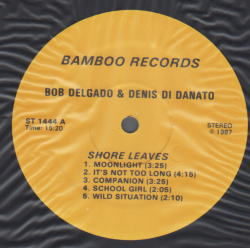 BAMBOO RECORDS
BOB DELGADO & DENIS DI DANATO
ST 1444 A
Time: 15:20
STEREO
SHORE LEAVES
1. MOONLIGHT (3:25)
2. IT'S NOT TOO LONG (4:15)
3. COMPANION (3:25)
4. SCHOOL GIRL (2:05)
5. WILD SITUATION (2:10)